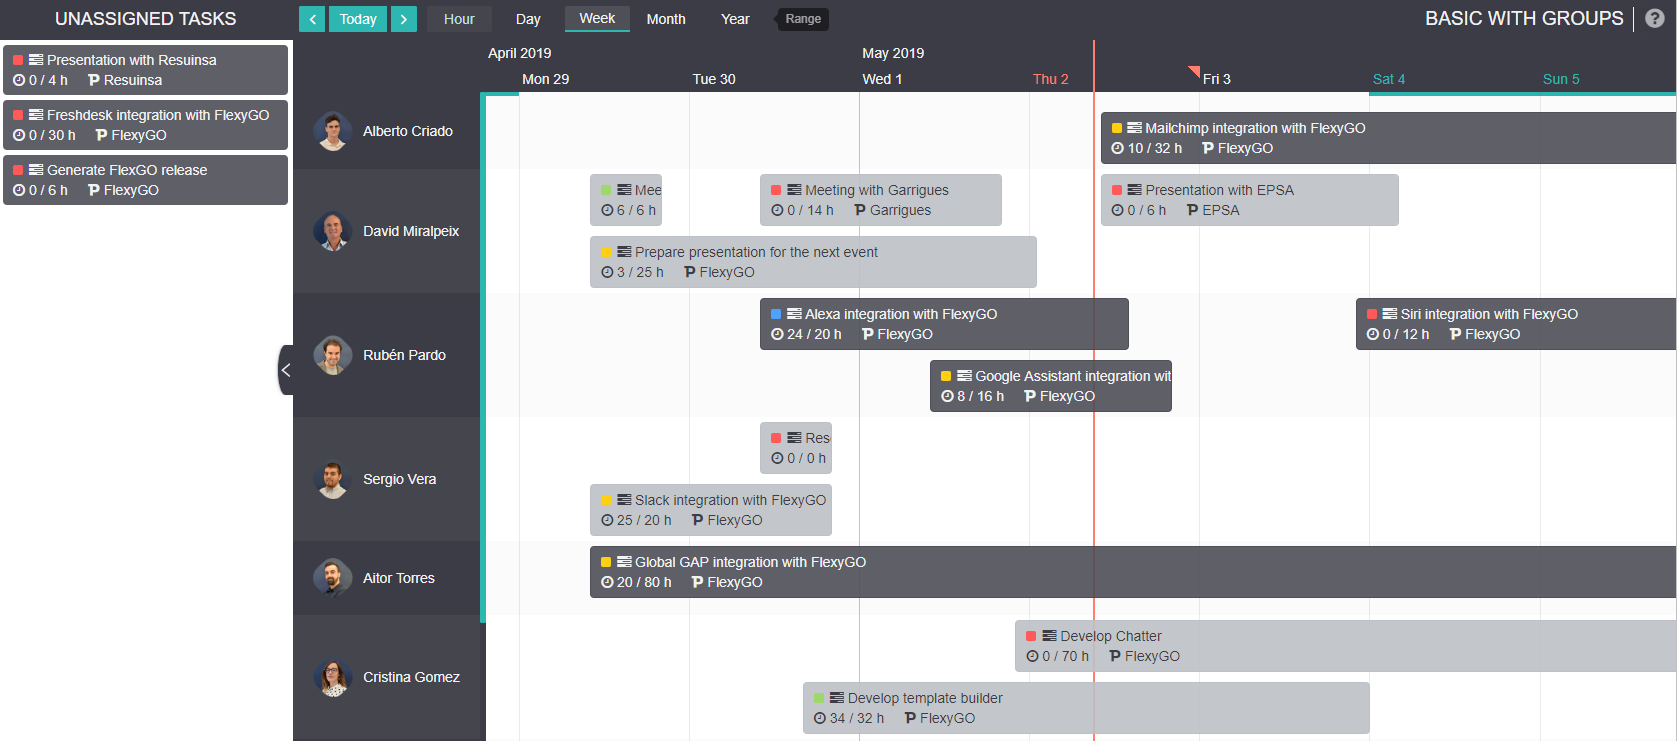 UNASSIGNED TASKS
Today
Hour
Day
Week
Month
Year
Range
BASIC WITH GROUPS
?
Presentation with Resuinsa
0 / 4 h Resuinsa
Freshdesk integration with FlexyGO
0 / 30 h FlexyGO
Generate FlexGO release
0 / 6 h FlexyGO
April 2019
May 2019
Mon 29
Tue 30
Wed 1
Thu 2
Fri 3
Sat 4
Sun 5
Alberto Criado
Mailchimp integration with FlexyGO
10 / 32 h FlexyGO
David Miralpeix
Mee
6 / 6 h
Meeting with Garrigues
0 / 14 h Garrigues
Presentation with EPSA
0 / 6 h EPSA
Prepare presentation for the next event
3 / 25 h FlexyGO
Rubén Pardo
Alexa integration with FlexyGO
24 / 20 h FlexyGO
Siri integration with FlexyGO
0 / 12 h FlexyGO
Google Assistant integration wit
8 / 16 h FlexyGO
Sergio Vera
Res
0 / 0 h
Slack integration with FlexyGO
25 / 20 h FlexyGO
Aitor Torres
Global GAP integration with FlexyGO
20 / 80 h FlexyGO
Cristina Gomez
Develop Chatter
0 / 70 h FlexyGO
Develop template builder
34 / 32 h FlexyGO